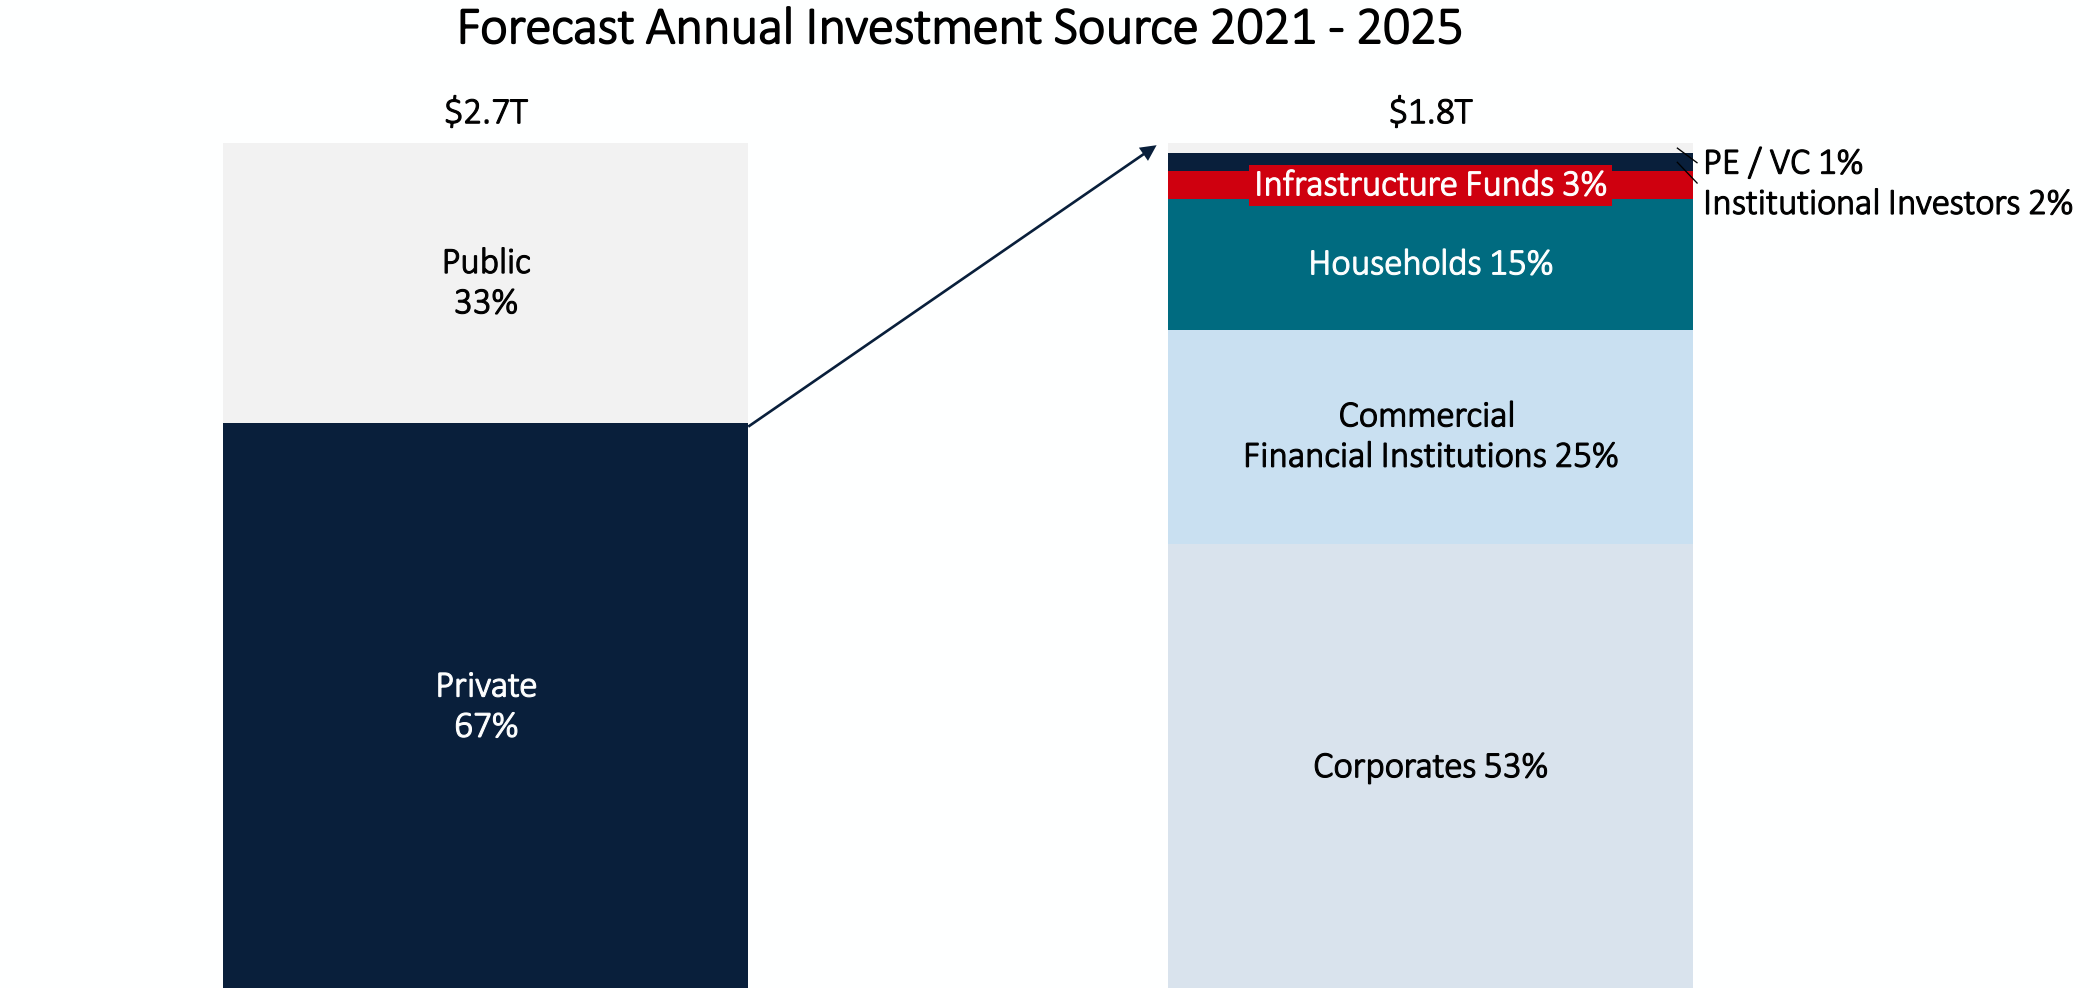 Forecast Annual Investment Source 2021 - 2025
$2.7T
Public
33%
Private
67%
$1.8T
PE / VC 1%
Institutional Investors 2%
Infrastructure Funds 3%
Households 15%
Commercial
Financial Institutions 25%
Corporates 53%